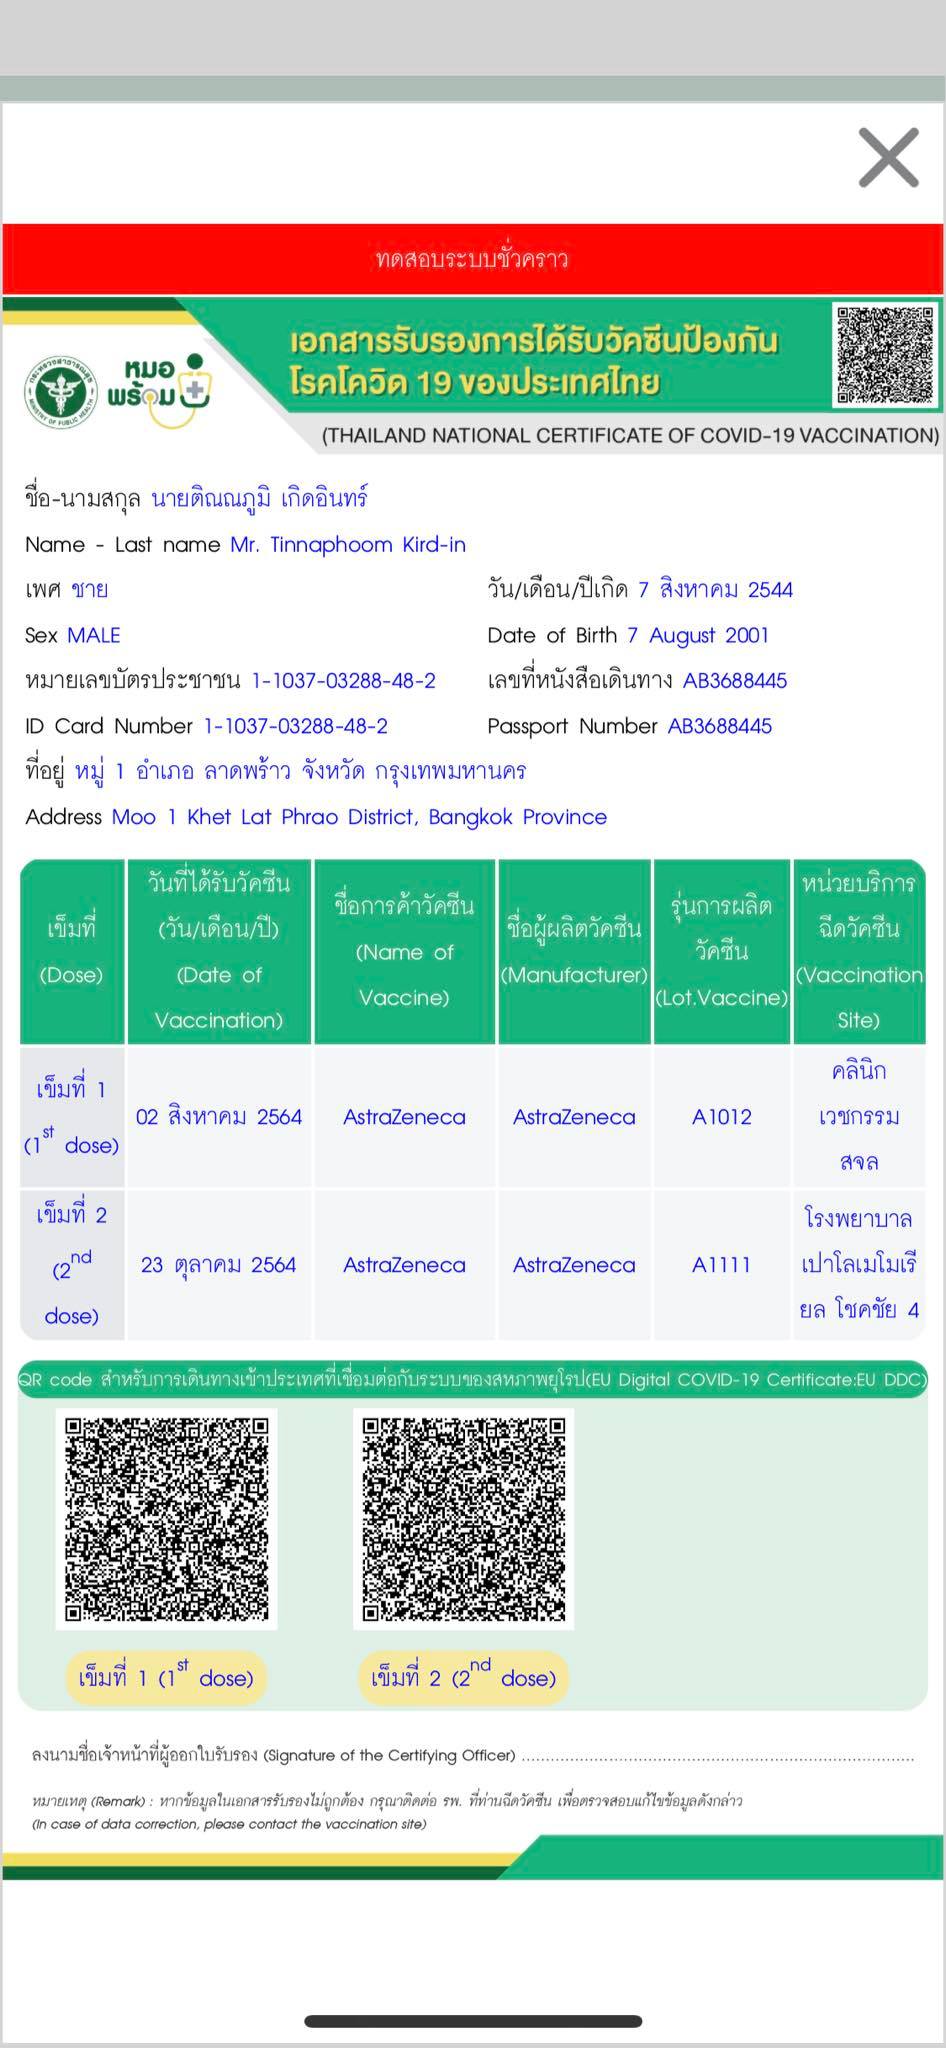 ทดสอบระบบชั่วคราว
หมอ
พร้อม
กระทรวงสาธารณสุข
MINISTRY OF PUBLIC HEALTH
เอกสารรับรองการได้รับวัคซีนป้องกัน
โรคโควิด 19 ของประเทศไทย
(THAILAND NATIONAL CERTIFICATE OF COVID-19 VACCINATION)
ชื่อ-นามสกุล นายติณณภูมิ เกิดอินทร์
Name - Last name Mr. Tinnaphoom Kird-in
เพศ ชาย วัน/เดือน/ปีเกิด 7 สิงหาคม 2544
Sex MALE Date of Birth 7 August 2001
หมายเลขบัตรประชาชน 1-1037-03288-48-2 เลขที่หนังสือเดินทาง AB3688445
ID Card Number 1-1037-03288-48-2 Passport Number AB3688445
ที่อยู่ หมู่ 1 อำเภอ ลาดพร้าว จังหวัด กรุงเทพมหานคร
Address Moo 1 Khet Lat Phrao District, Bangkok Province
เข็มที่
(Dose)
วันที่ได้รับวัคซีน
(วัน/เดือน/ปี)
(Date of
Vaccination)
ชื่อการค้าวัคซีน
(Name of
Vaccine)
ชื่อผู้ผลิตวัคซีน
(Manufacturer)
รุ่นการผลิต
วัคซีน
(Lot.Vaccine)
หน่วยบริการ
ฉีดวัคซีน
(Vaccination
Site)
เข็มที่ 1
(1st dose)
02 สิงหาคม 2564
AstraZeneca
AstraZeneca
A1012
คลินิก
เวชกรรม
สจล
เข็มที่ 2
(2nd
dose)
23 ตุลาคม 2564
AstraZeneca
AstraZeneca
A1111
โรงพยาบาล
เปาโลเมโมเรี
ยล โชคชัย 4
QR code สำหรับการเดินทางเข้าประเทศที่เชื่อมต่อกับระบบของสหภาพยุโรป(EU Digital COVID-19 Certificate:EU DDC)
เข็มที่ 1 (1st dose) เข็มที่ 2 (2nd dose)
ลงนามชื่อเจ้าหน้าที่ผู้ออกใบรับรอง (Signature of the Certifying Officer) ................................................................................
หมายเหตุ (Remark) : หากข้อมูลในเอกสารรับรองไม่ถูกต้อง กรุณาติดต่อ รพ. ที่ท่านฉีดวัคซีน เพื่อตรวจสอบแก้ไขข้อมูลดังกล่าว
(In case of data correction, please contact the vaccination site)